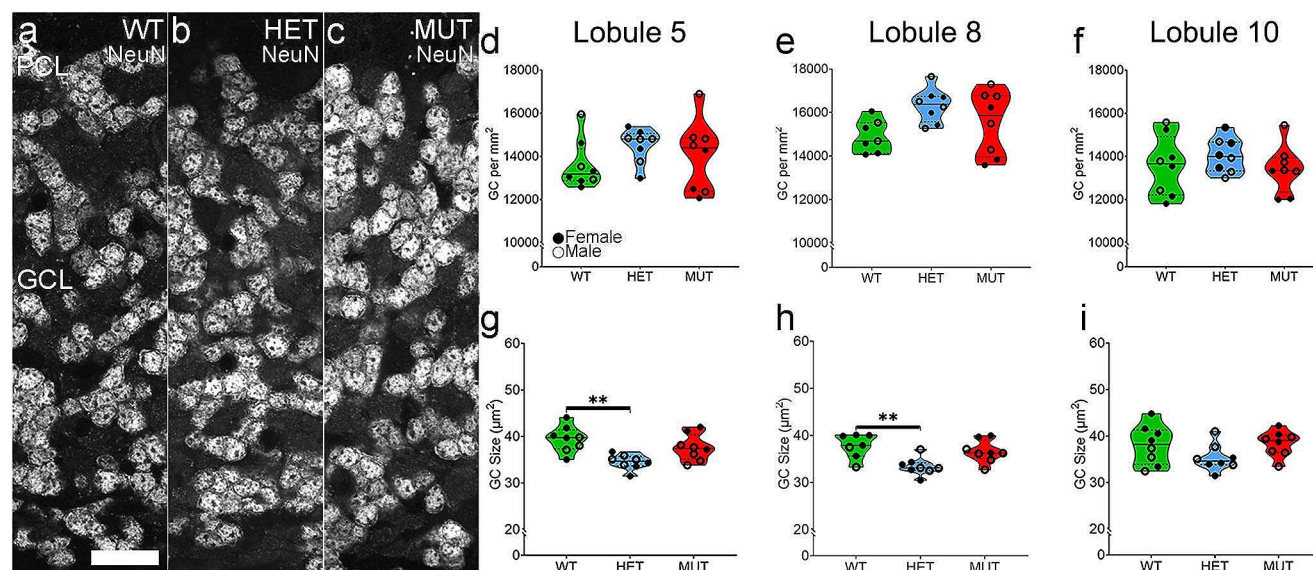 a
WT
NeuN
PCL
GCL
b
HET
NeuN
c
MUT
NeuN
d
Lobule 5
GC per mm²
18000
16000
14000
12000
10000
0
Female
Male
WT
HET
MUT
e
Lobule 8
GC per mm²
18000
16000
14000
12000
10000
0
WT
HET
MUT
f
Lobule 10
GC per mm²
18000
16000
14000
12000
10000
0
WT
HET
MUT
g
GC Size (µm²)
60
50
40
30
20
0
**
WT
HET
MUT
h
GC Size (µm²)
60
50
40
30
20
0
**
WT
HET
MUT
i
GC Size (µm²)
60
50
40
30
20
0
WT
HET
MUT